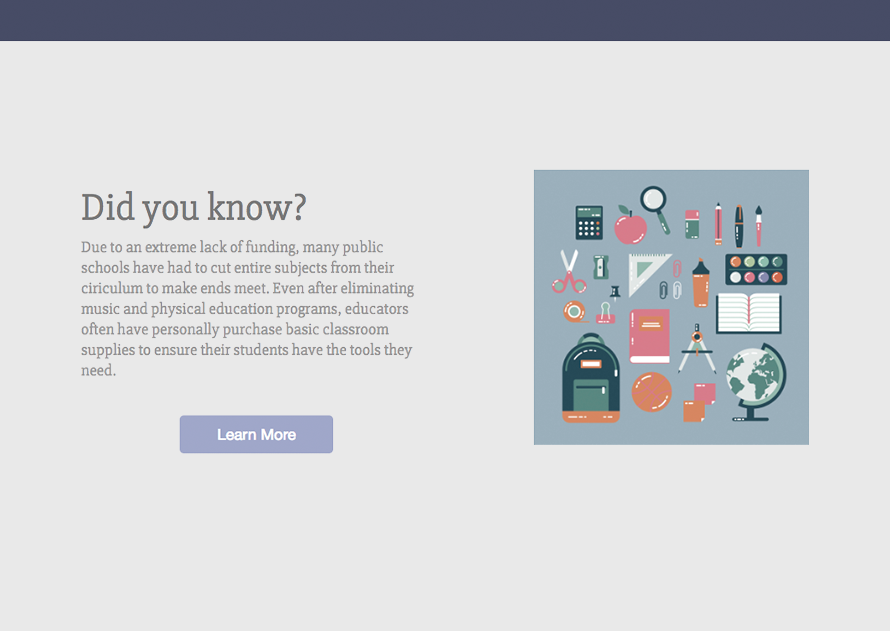 Did you know?
Due to an extreme lack of funding, many public
schools have had to cut entire subjects from their
ciriculum to make ends meet. Even after eliminating
music and physical education programs, educators
often have personally purchase basic classroom
supplies to ensure their students have the tools they
need.
Learn More